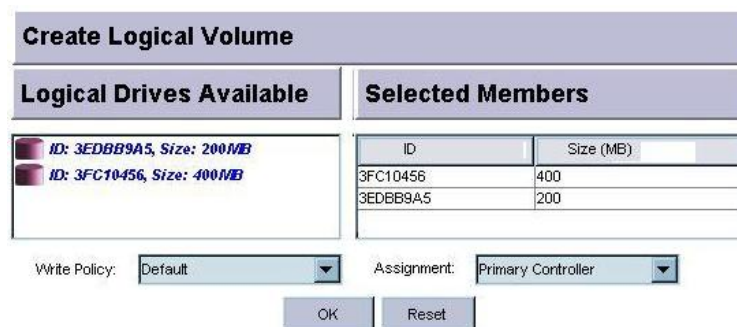 Create Logical Volume
Logical Drives Available
Selected Members
ID: 3EDBB9A5, Size: 200MB
ID: 3FC10456, Size: 400MB
ID Size (MB)
3FC10456 400
3EDBB9A5 200
Write Policy: Default Assignment: Primary Controller
OK Reset